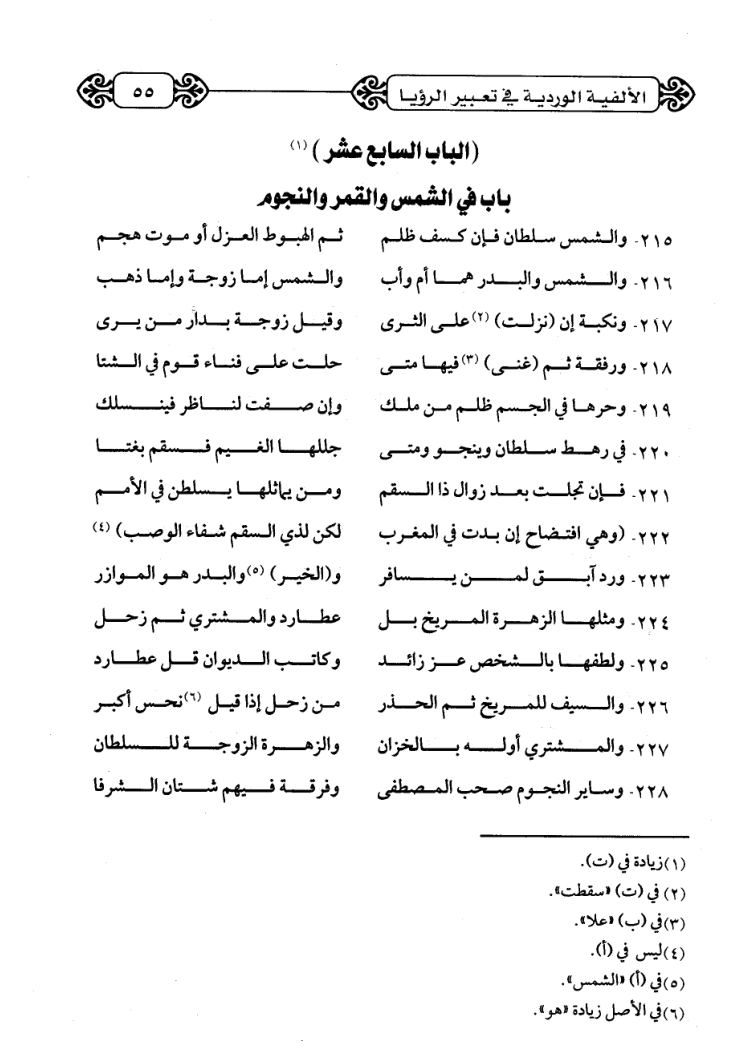 الألفية الوردية في تعبير الرؤيا ٥٥
(الباب السابع عشر) (١)
باب في الشمس والقمر والنجوم
٢١٥- والشمس سلطان فإن كسف ظلم ثم الهبوط العزل أو موت هجم
٢١٦- والشمس والبدر هما أم وأب والشمس إما زوجة وإما ذهب
٢١٧- ونكبة إن (نزلت) (٢) على الثرى وقيل زوجة بدار من يرى
٢١٨- ورفقة ثم (غنى) (٣) فيها متى حلت على فناء قوم في الشتا
٢١٩- وحرها في الجسم ظلم من ملك وإن صفت لناظر فينسلك
٢٢٠- في رهط سلطان وينجو ومتى جللها الغيم فسقم بغتا
٢٢١- فإن تجلت بعد زوال ذا السقم ومن يماثلها يسلطن في الأمم
٢٢٢- (وهي افتضاح إن بدت في المغرب لكن لذي السقم شفاء الوصب) (٤)
٢٢٣- ورد آبق لمن يسافر و(الخير) (٥) والبدر هو الموازر
٢٢٤- ومثلها الزهرة المريخ بل عطارد والمشتري ثم زحل
٢٢٥- ولطفها بالشخص عز زائد وكاتب الديوان قل عطارد
٢٢٦- والسيف للمريخ ثم الحذر من زحل إذا قيل (٦) نحس أكبر
٢٢٧- والمشتري أوله بالخزان والزهرة الزوجة للسلطان
٢٢٨- وساير النجوم صحب المصطفى وفرقة فيهم شتان الشرفا
(١) زيادة في (ت).
(٢) في (ت) «سقطت».
(٣) في (ب) «علا».
(٤) ليس في (أ).
(٥) في (أ) «الشمس».
(٦) في الأصل زيادة «هو».